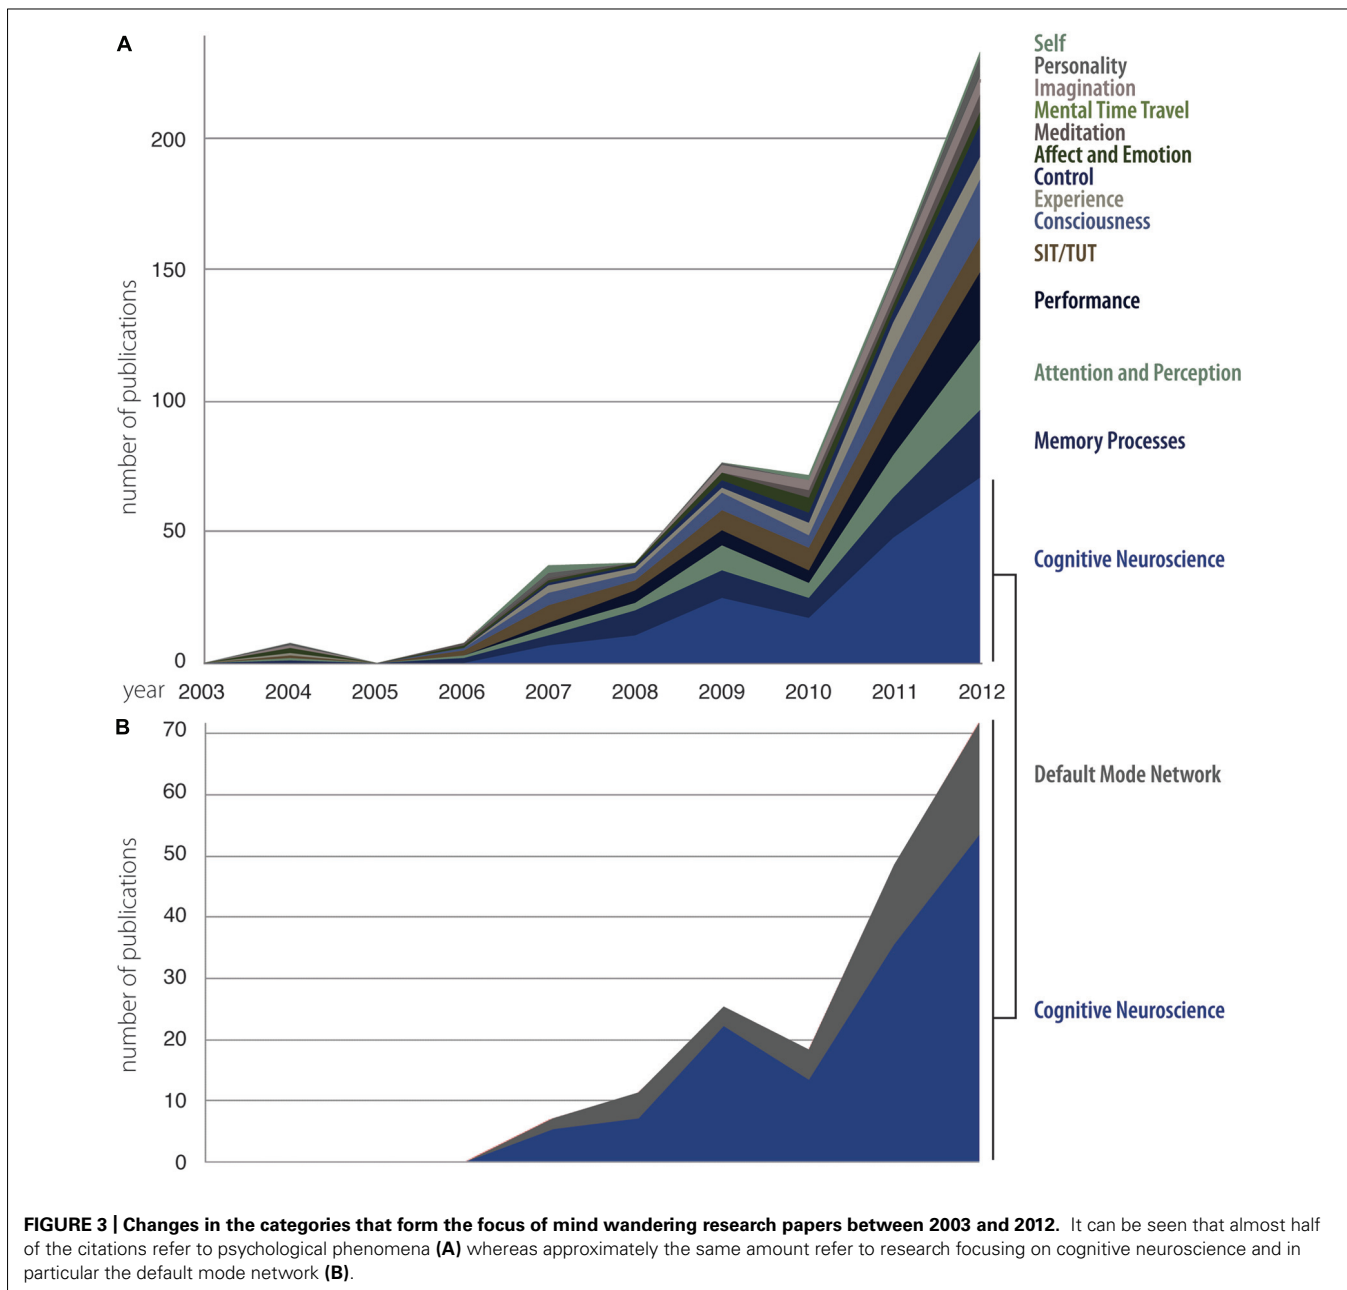 A
Self
Personality
Imagination
Mental Time Travel
Meditation
Affect and Emotion
Control
Experience
Consciousness
SIT/TUT
Performance
Attention and Perception
Memory Processes
Cognitive Neuroscience
number of publications
200
150
100
50
0
year 2003 2004 2005 2006 2007 2008 2009 2010 2011 2012
B
number of publications
70
60
50
40
30
20
10
0
Default Mode Network
Cognitive Neuroscience
FIGURE 3 | Changes in the categories that form the focus of mind wandering research papers between 2003 and 2012. It can be seen that almost half
of the citations refer to psychological phenomena (A) whereas approximately the same amount refer to research focusing on cognitive neuroscience and in
particular the default mode network (B).